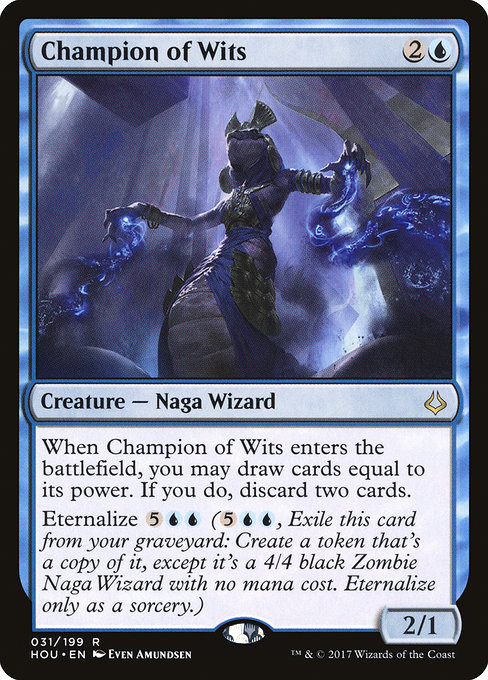 Champion of Wits 2
Creature — Naga Wizard
When Champion of Wits enters the
battlefield, you may draw cards equal to
its power. If you do, discard two cards.
Eternalize 5 (5, Exile this card
from your graveyard: Create a token that's
a copy of it, except it's a 4/4 black Zombie
Naga Wizard with no mana cost. Eternalize
only as a sorcery.)
2/1
031/199 R
HOU • EN Even Amundsen
™ & © 2017 Wizards of the Coast